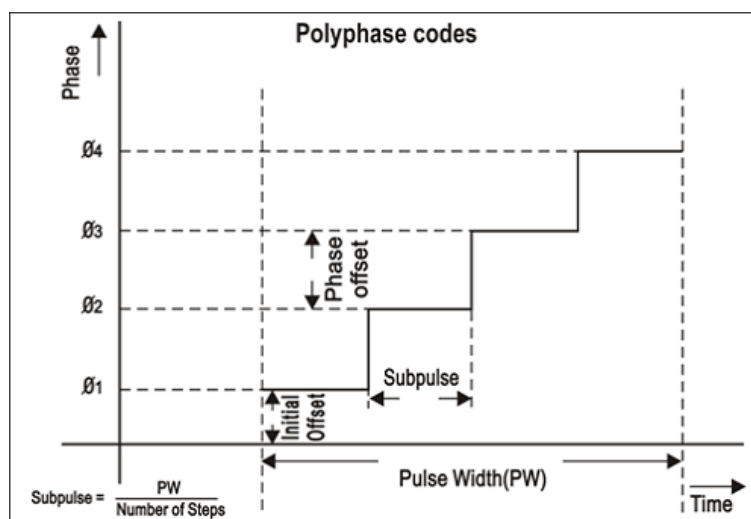 Polyphase codes
Phase
Ø4
Ø3
Phase
offset
Ø2
Ø1
Subpulse
Initial
Offset
Pulse Width(PW)
Time
Subpulse = PW
Number of Steps